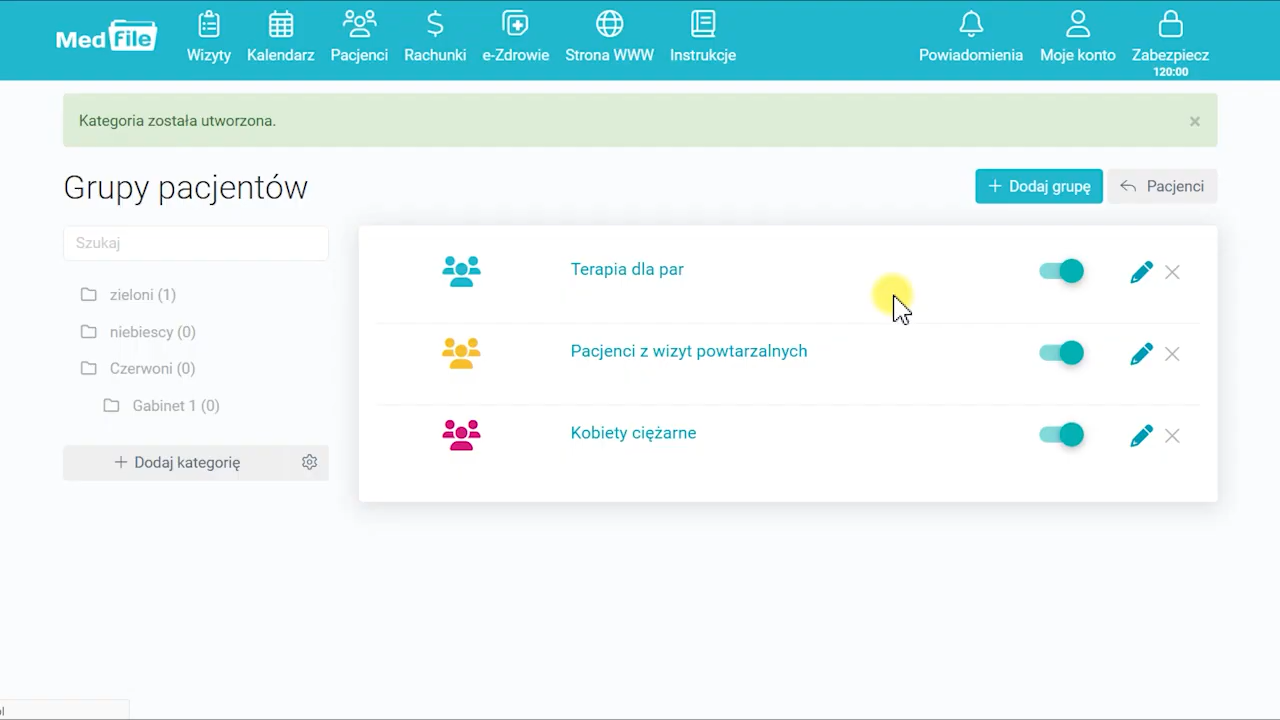 Med File
Wizyty
Kalendarz
Pacjenci
Rachunki
e-Zdrowie
Strona WWW
Instrukcje
Powiadomienia
Moje konto
Zabezpiecz
120:00
Kategoria została utworzona.
Grupy pacjentów
Dodaj grupę
Pacjenci
Szukaj
zieloni (1)
niebiescy (0)
Czerwoni (0)
Gabinet 1 (0)
Dodaj kategorię
Terapia dla par
Pacjenci z wizyt powtarzalnych
Kobiety ciężarne